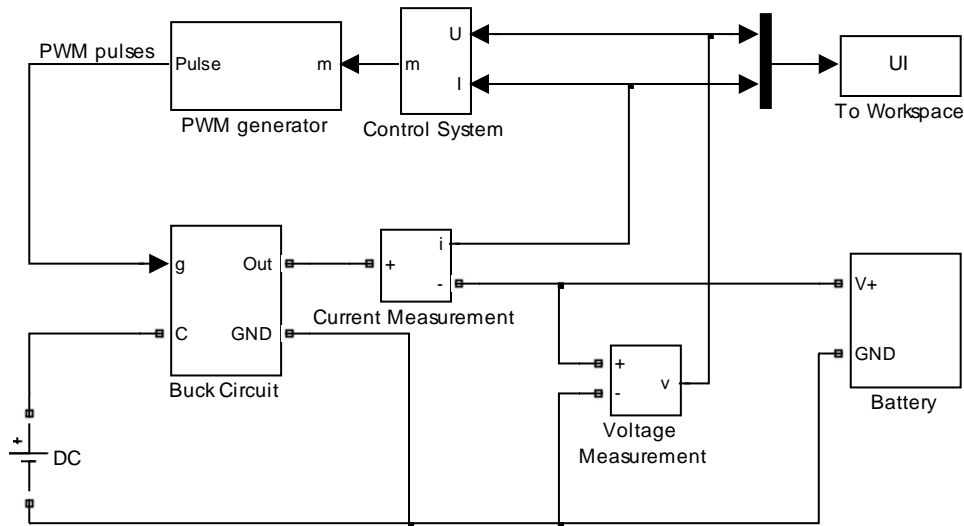 PWM pulses
Pulse
m
PWM generator
m
U
I
Control System
UI
To Workspace
g
C
Out
GND
Buck Circuit
+
i
-
Current Measurement
+
-
v
Voltage
Measurement
V+
GND
Battery
+
DC